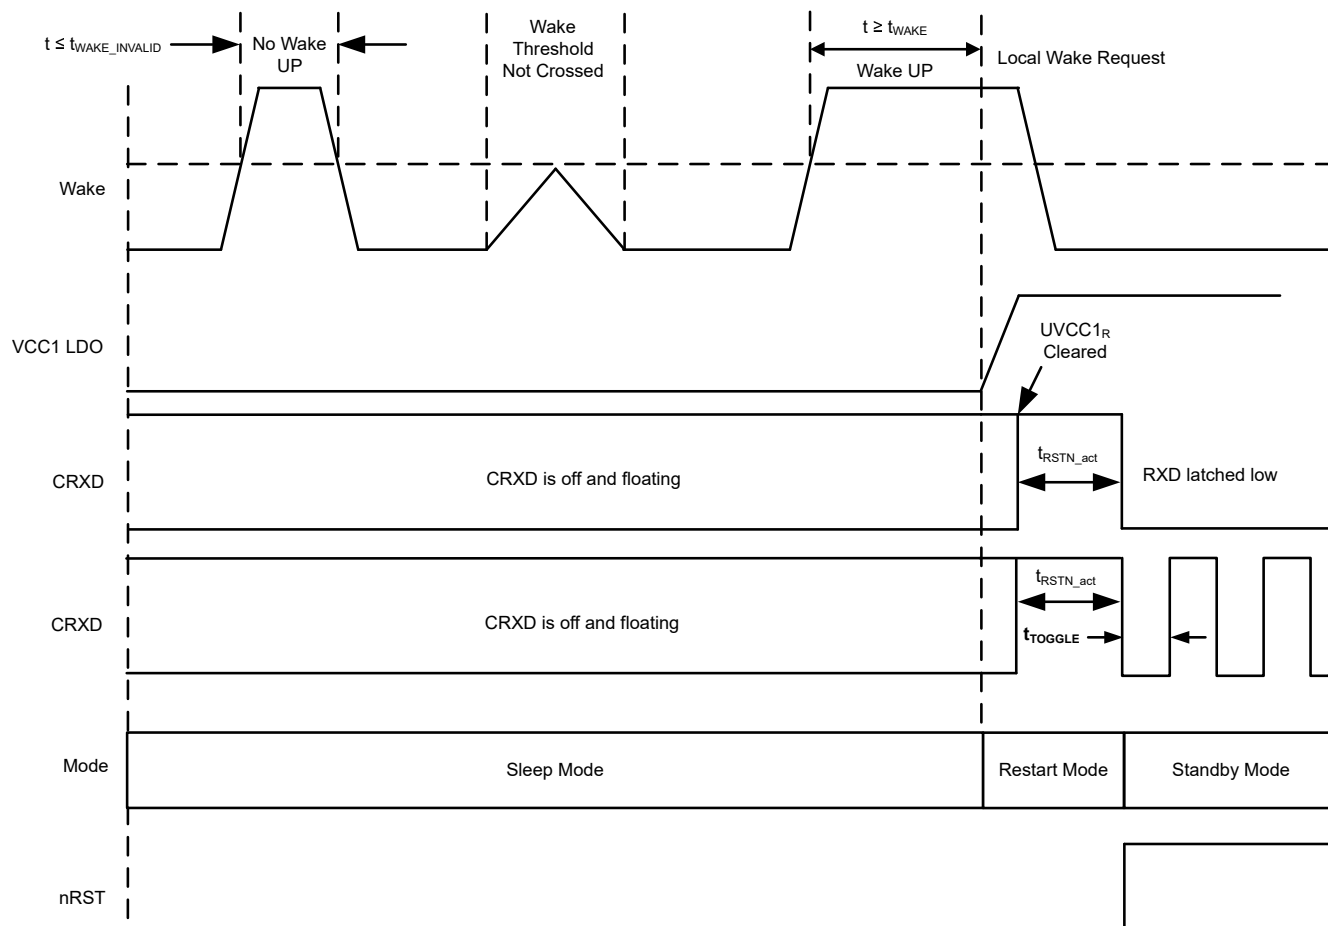 t ≤ tWAKE_INVALID
No Wake
UP
Wake
Threshold
Not Crossed
t ≥ tWAKE
Wake UP
Local Wake Request
Wake
VCC1 LDO
UVCC1R
Cleared
CRXD
CRXD is off and floating
tRSTN_act
RXD latched low
CRXD
CRXD is off and floating
tRSTN_act
tTOGGLE
Mode
Sleep Mode
Restart Mode
Standby Mode
nRST